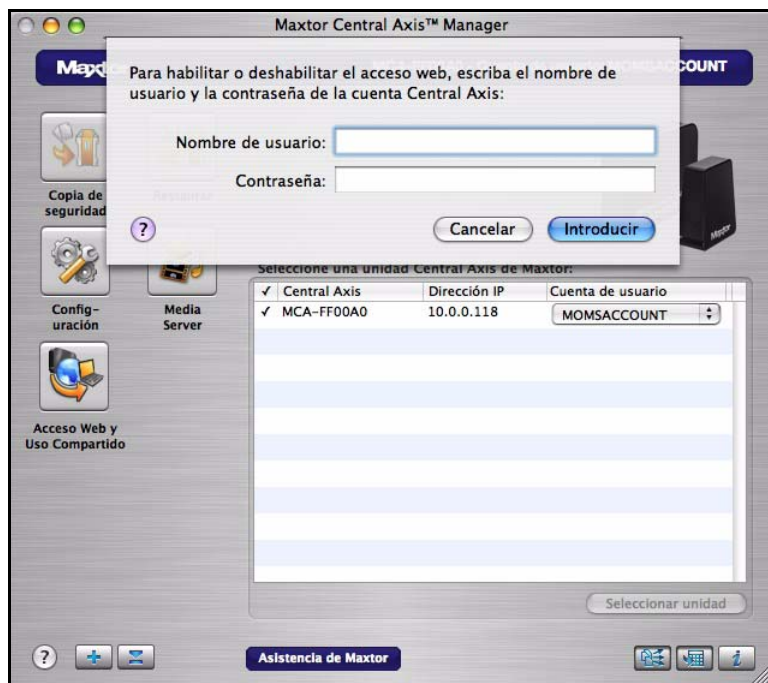 Maxtor Central Axis™ Manager
Para habilitar o deshabilitar el acceso web, escriba el nombre de
usuario y la contraseña de la cuenta Central Axis:
Nombre de usuario:
Contraseña:
?
Cancelar
Introducir
Copia de
seguridad
Config-
uración
Media
Server
Acceso Web y
Uso Compartido
Maxtor
Seleccione una unidad Central Axis de Maxtor:
✓ Central Axis Dirección IP Cuenta de usuario
✓ MCA-FF00A0 10.0.0.118 MOMSACCOUNT
Seleccionar unidad
?
Asistencia de Maxtor
i